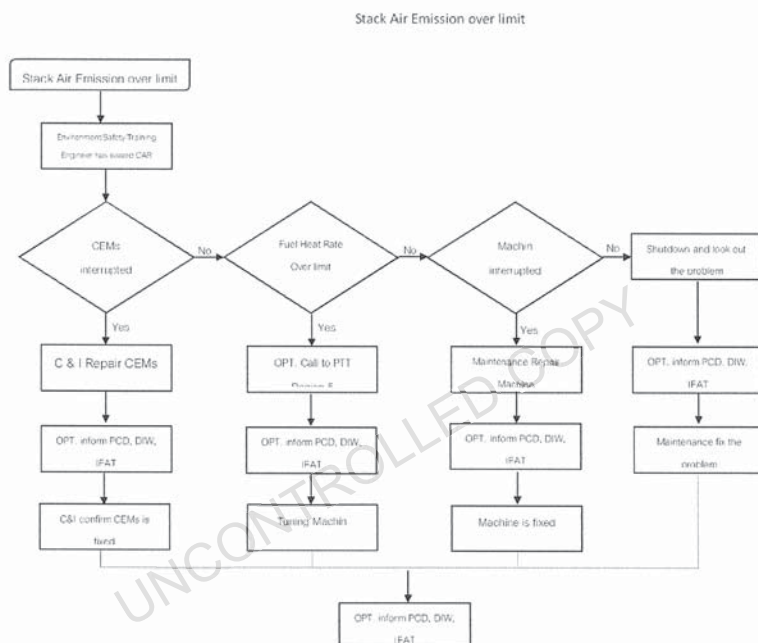 Stack Air Emission over limit
Stack Air Emission over limit
Environment Safety Training
Engineer has issued CAR
CEMs
interrupted
No
Fuel Heat Rate
Over limit
No
Machin
interrupted
No
Shutdown and look out
the problem
Yes
Yes
Yes
C & I Repair CEMs
OPT. Call to PTT
Region 5
Maintenance Repair
Machine
OPT. inform PCD, DIW,
IFAT
OPT. inform PCD, DIW,
IFAT
OPT. inform PCD, DIW,
IFAT
OPT. inform PCD, DIW,
IFAT
Maintenance fix the
problem
C&I confirm CEMs is
fixed
Tuning Machin
Machine is fixed
OPT. inform PCD, DIW,
IFAT
UNCONTROLLED COPY